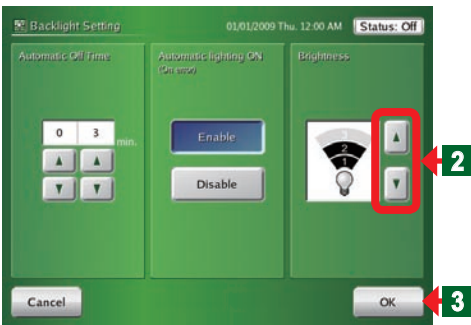 Backlight Setting
01/01/2009 Thu. 12:00 AM
Status: Off
Automatic Off Time
Automatic lighting ON
(On error)
Brightness
0 3 min.
Enable
Disable
3
2
1
2
Cancel
OK
3